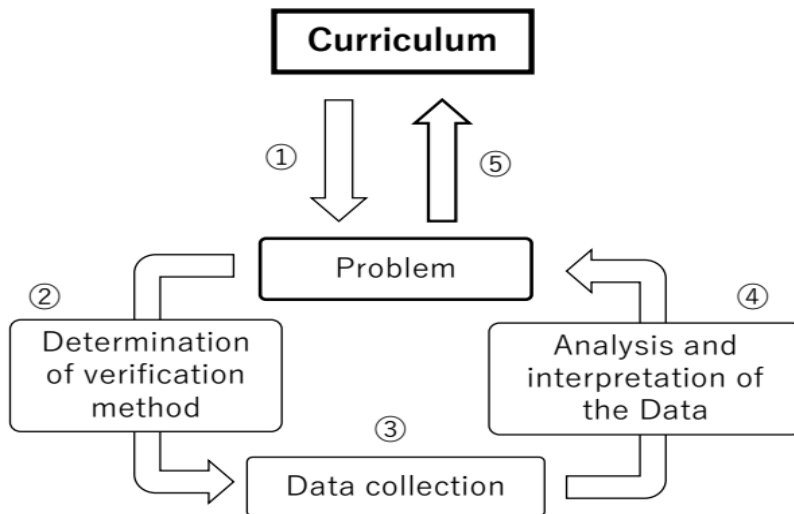 Curriculum
①
⑤
Problem
②
④
Determination
of verification
method
Analysis and
interpretation of
the Data
③
Data collection